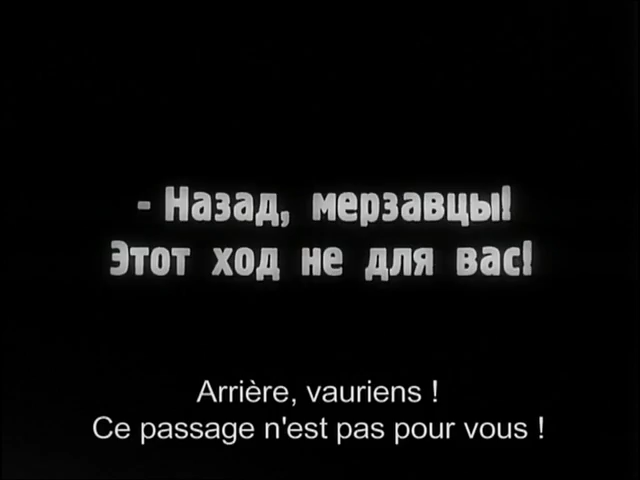 - Назад, мерзавцы!
Этот ход не для вас!
Arrière, vauriens !
Ce passage n'est pas pour vous !